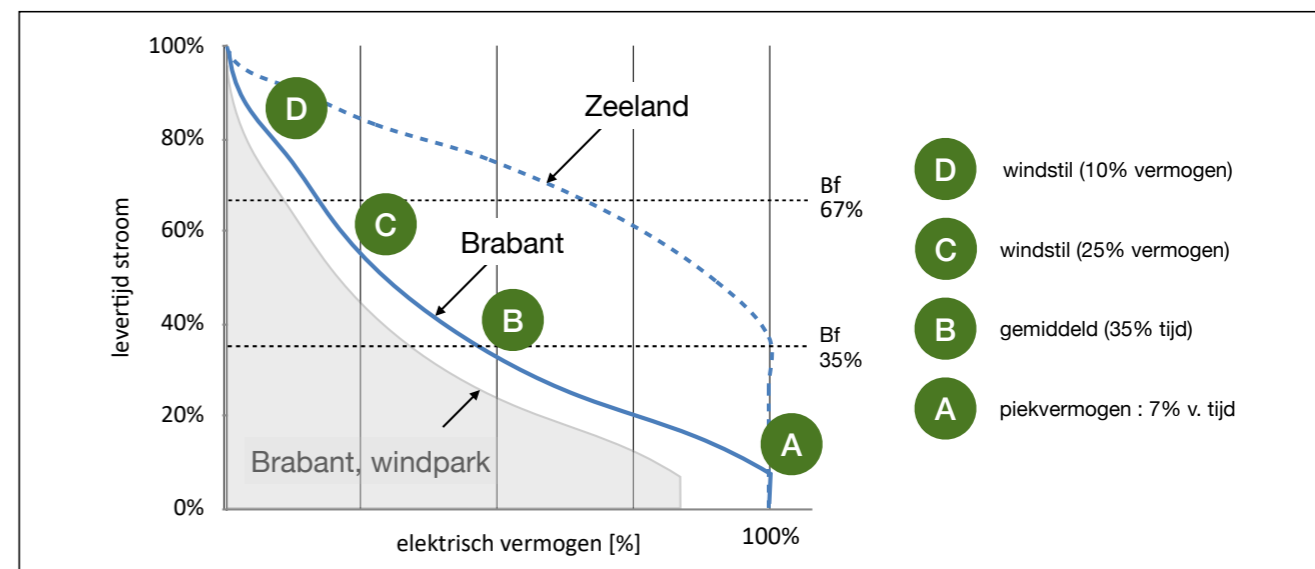 100%
80%
60%
40%
20%
0%
levertijd stroom
elektrisch vermogen [%]
100%
Zeeland
Brabant
Brabant, windpark
Bf
67%
Bf
35%
D
C
B
A
D windstil (10% vermogen)
C windstil (25% vermogen)
B gemiddeld (35% tijd)
A piekvermogen : 7% v. tijd